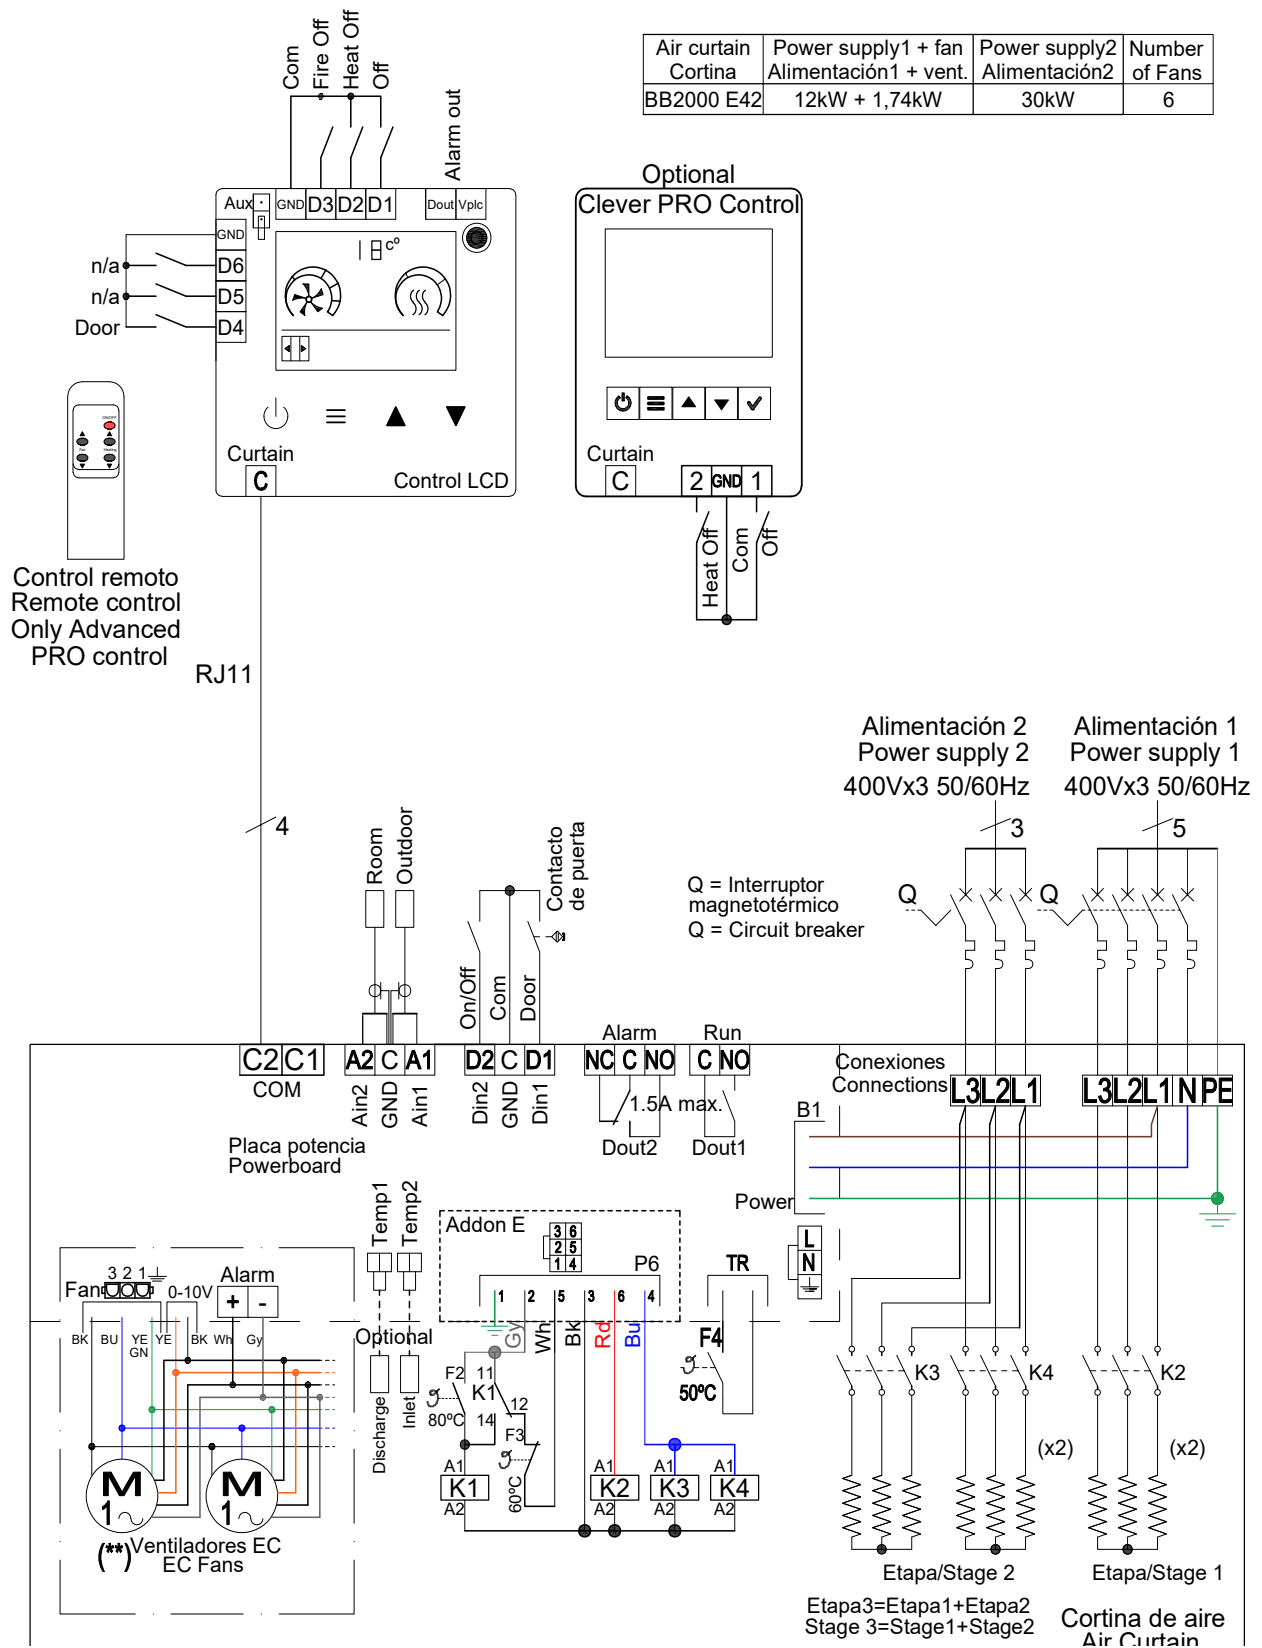 Air curtain Power supply1 + fan Power supply2 Number
Cortina Alimentación1 + vent. Alimentación2 of Fans
BB2000 E42 12kW + 1,74kW 30kW 6
Com
Fire Off
Heat Off
Off
Alarm out
Aux GND D3 D2 D1 Dout Vplc
GND
n/a D6
n/a D5
Door D4
cº
Curtain
C
Control LCD
Optional
Clever PRO Control
Curtain
C 2 GND 1
Heat Off
Com
Off
ON/OFF
Fan Heating
Control remoto
Remote control
Only Advanced
PRO control
RJ11
4
Alimentación 2
Power supply 2
400Vx3 50/60Hz
3
Alimentación 1
Power supply 1
400Vx3 50/60Hz
5
Room
Outdoor
On/Off
Com
Door
Contacto
de puerta
Q = Interruptor
magnetotérmico
Q = Circuit breaker
Q
Q
Alarm Run
C2 C1 A2 C A1 D2 C D1 NC C NO C NO
COM
Ain2
GND
Ain1
Din2
GND
Din1
1.5A max.
Dout2 Dout1
Conexiones
Connections
L3 L2 L1 L3 L2 L1 N PE
Placa potencia
Powerboard
B1
Power
L
N
Temp1
Temp2
Addon E
3 6
2 5
1 4
P6
1 2 5 3 6 4
TR
Fan 3 2 1 0-10V
Alarm
+ -
BK BU YE YE BK Wh Gy
GN
Optional
Discharge
Inlet
Gy
Wh
Bk
Rd
Bu
F4
50ºC
F2 11
K1
80ºC 14 12
F3
60ºC
A1 A1 A1 A1
K1 K2 K3 K4
A2 A2 A2 A2
K3 K4 K2
(x2) (x2)
M M
1 1
(**) Ventiladores EC
EC Fans
Etapa/Stage 2
Etapa/Stage 1
Etapa3=Etapa1+Etapa2
Stage 3=Stage1+Stage2
Cortina de aire
Air Curtain